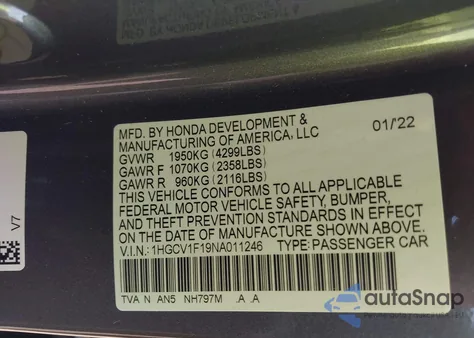 MFD. BY HONDA DEVELOPMENT &
MANUFACTURING OF AMERICA, LLC 01/'22
GVWR 1950KG (4299LBS)
GAWR F 1070KG (2358LBS)
GAWR R 960KG (2116LBS)
THIS VEHICLE CONFORMS TO ALL APPLICABLE
FEDERAL MOTOR VEHICLE SAFETY, BUMPER,
AND THEFT PREVENTION STANDARDS IN EFFECT
ON THE DATE OF MANUFACTURE SHOWN ABOVE.
V.I.N.: 1HGCV1F19NA011246 TYPE: PASSENGER CAR
TVA N AN5 NH797M .A .A
V7
autoSnap